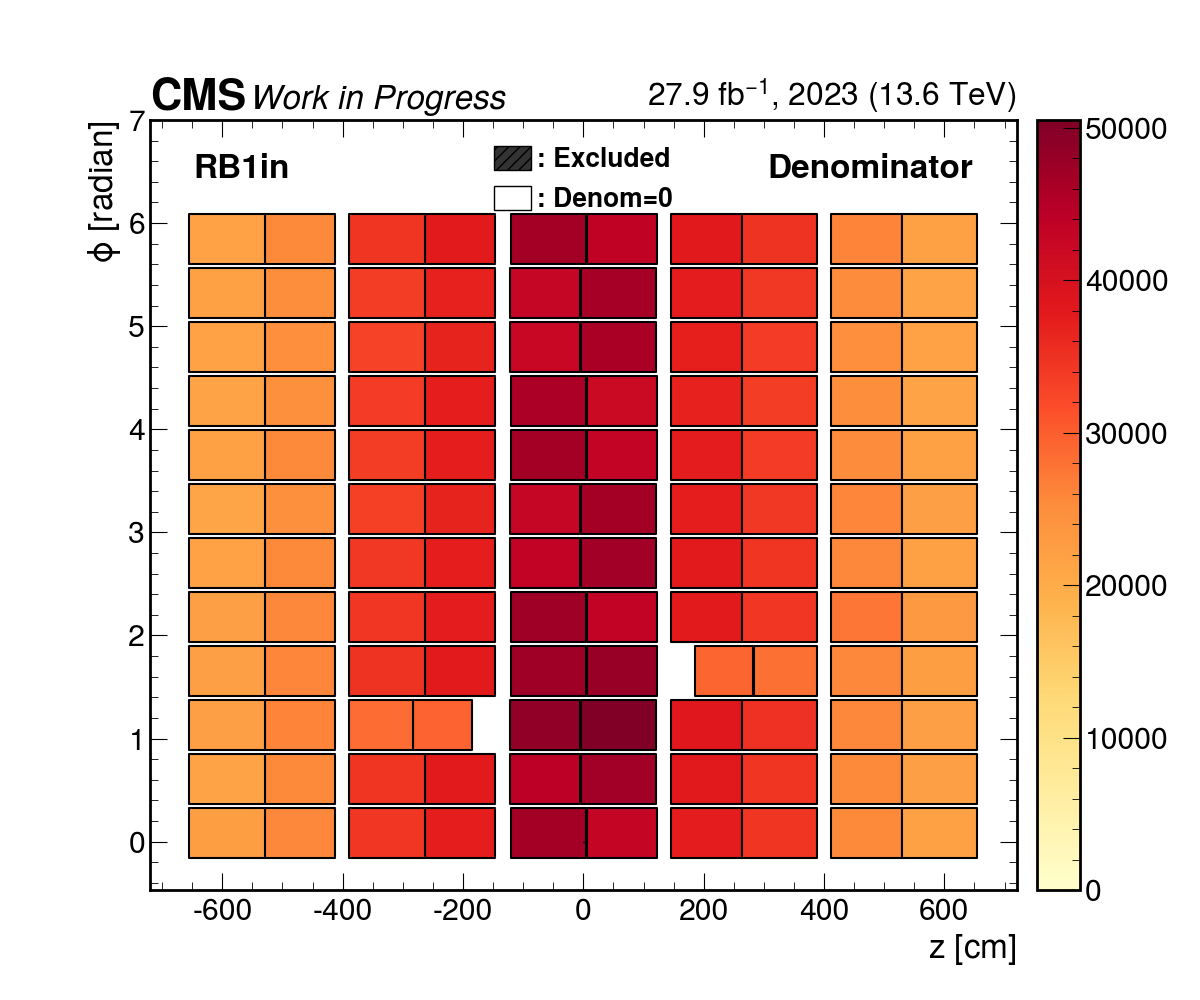 CMS Work in Progress 27.9 fb⁻¹, 2023 (13.6 TeV)
RB1in
: Excluded
: Denom=0
Denominator
ϕ [radian]
7
6
5
4
3
2
1
0
-600 -400 -200 0 200 400 600
z [cm]
50000
40000
30000
20000
10000
0